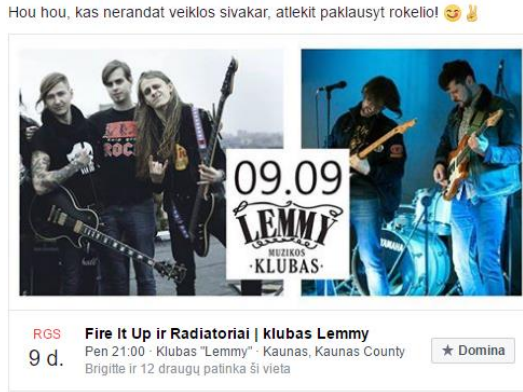 Hou hou, kas nerandat veiklos sivakar, atlekit paklausyt rokelio! 😋✌
ROCK
09.09
LEMMY
MUZIKOS
·KLUBAS·
YAMAHA
RGS
9 d.
Fire It Up ir Radiatoriai | klubas Lemmy
Pen 21:00 · Klubas "Lemmy" · Kaunas, Kaunas County
Brigitte ir 12 draugų patinka ši vieta
★ Domina